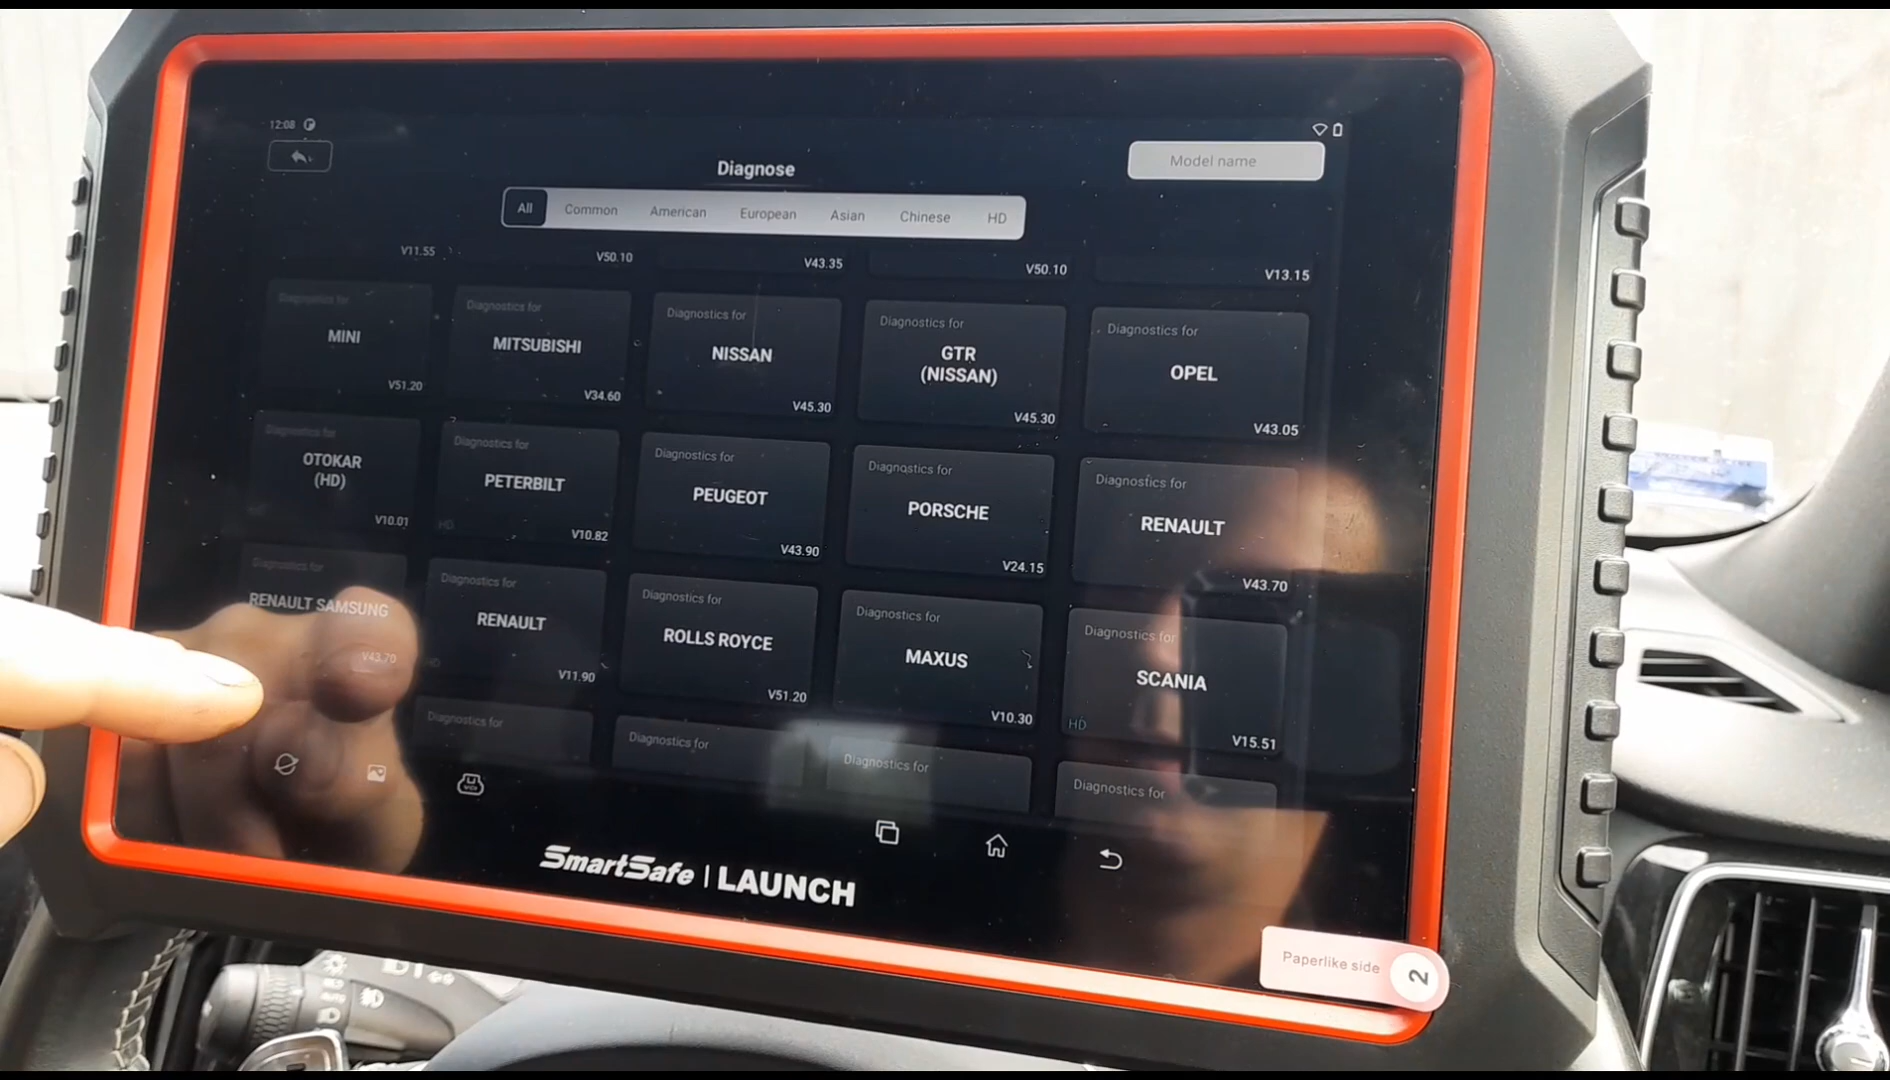 12:08
Diagnose
Model name
All Common American European Asian Chinese HD
V11.55 V50.10 V43.35 V50.10 V13.15
Diagnostics for
MINI
V51.20
Diagnostics for
MITSUBISHI
V34.60
Diagnostics for
NISSAN
V45.30
Diagnostics for
GTR
(NISSAN)
V45.30
Diagnostics for
OPEL
V43.05
Diagnostics for
OTOKAR
(HD)
HD
V10.01
Diagnostics for
PETERBILT
HD
V10.82
Diagnostics for
PEUGEOT
V43.90
Diagnostics for
PORSCHE
V24.15
Diagnostics for
RENAULT
V43.70
Diagnostics for
RENAULT SAMSUNG
V43.70
Diagnostics for
RENAULT
HD
V11.90
Diagnostics for
ROLLS ROYCE
V51.20
Diagnostics for
MAXUS
V10.30
Diagnostics for
SCANIA
HD
V15.51
Diagnostics for
Diagnostics for
Diagnostics for
Diagnostics for
VCI
SmartSafe | LAUNCH
Paperlike side 2